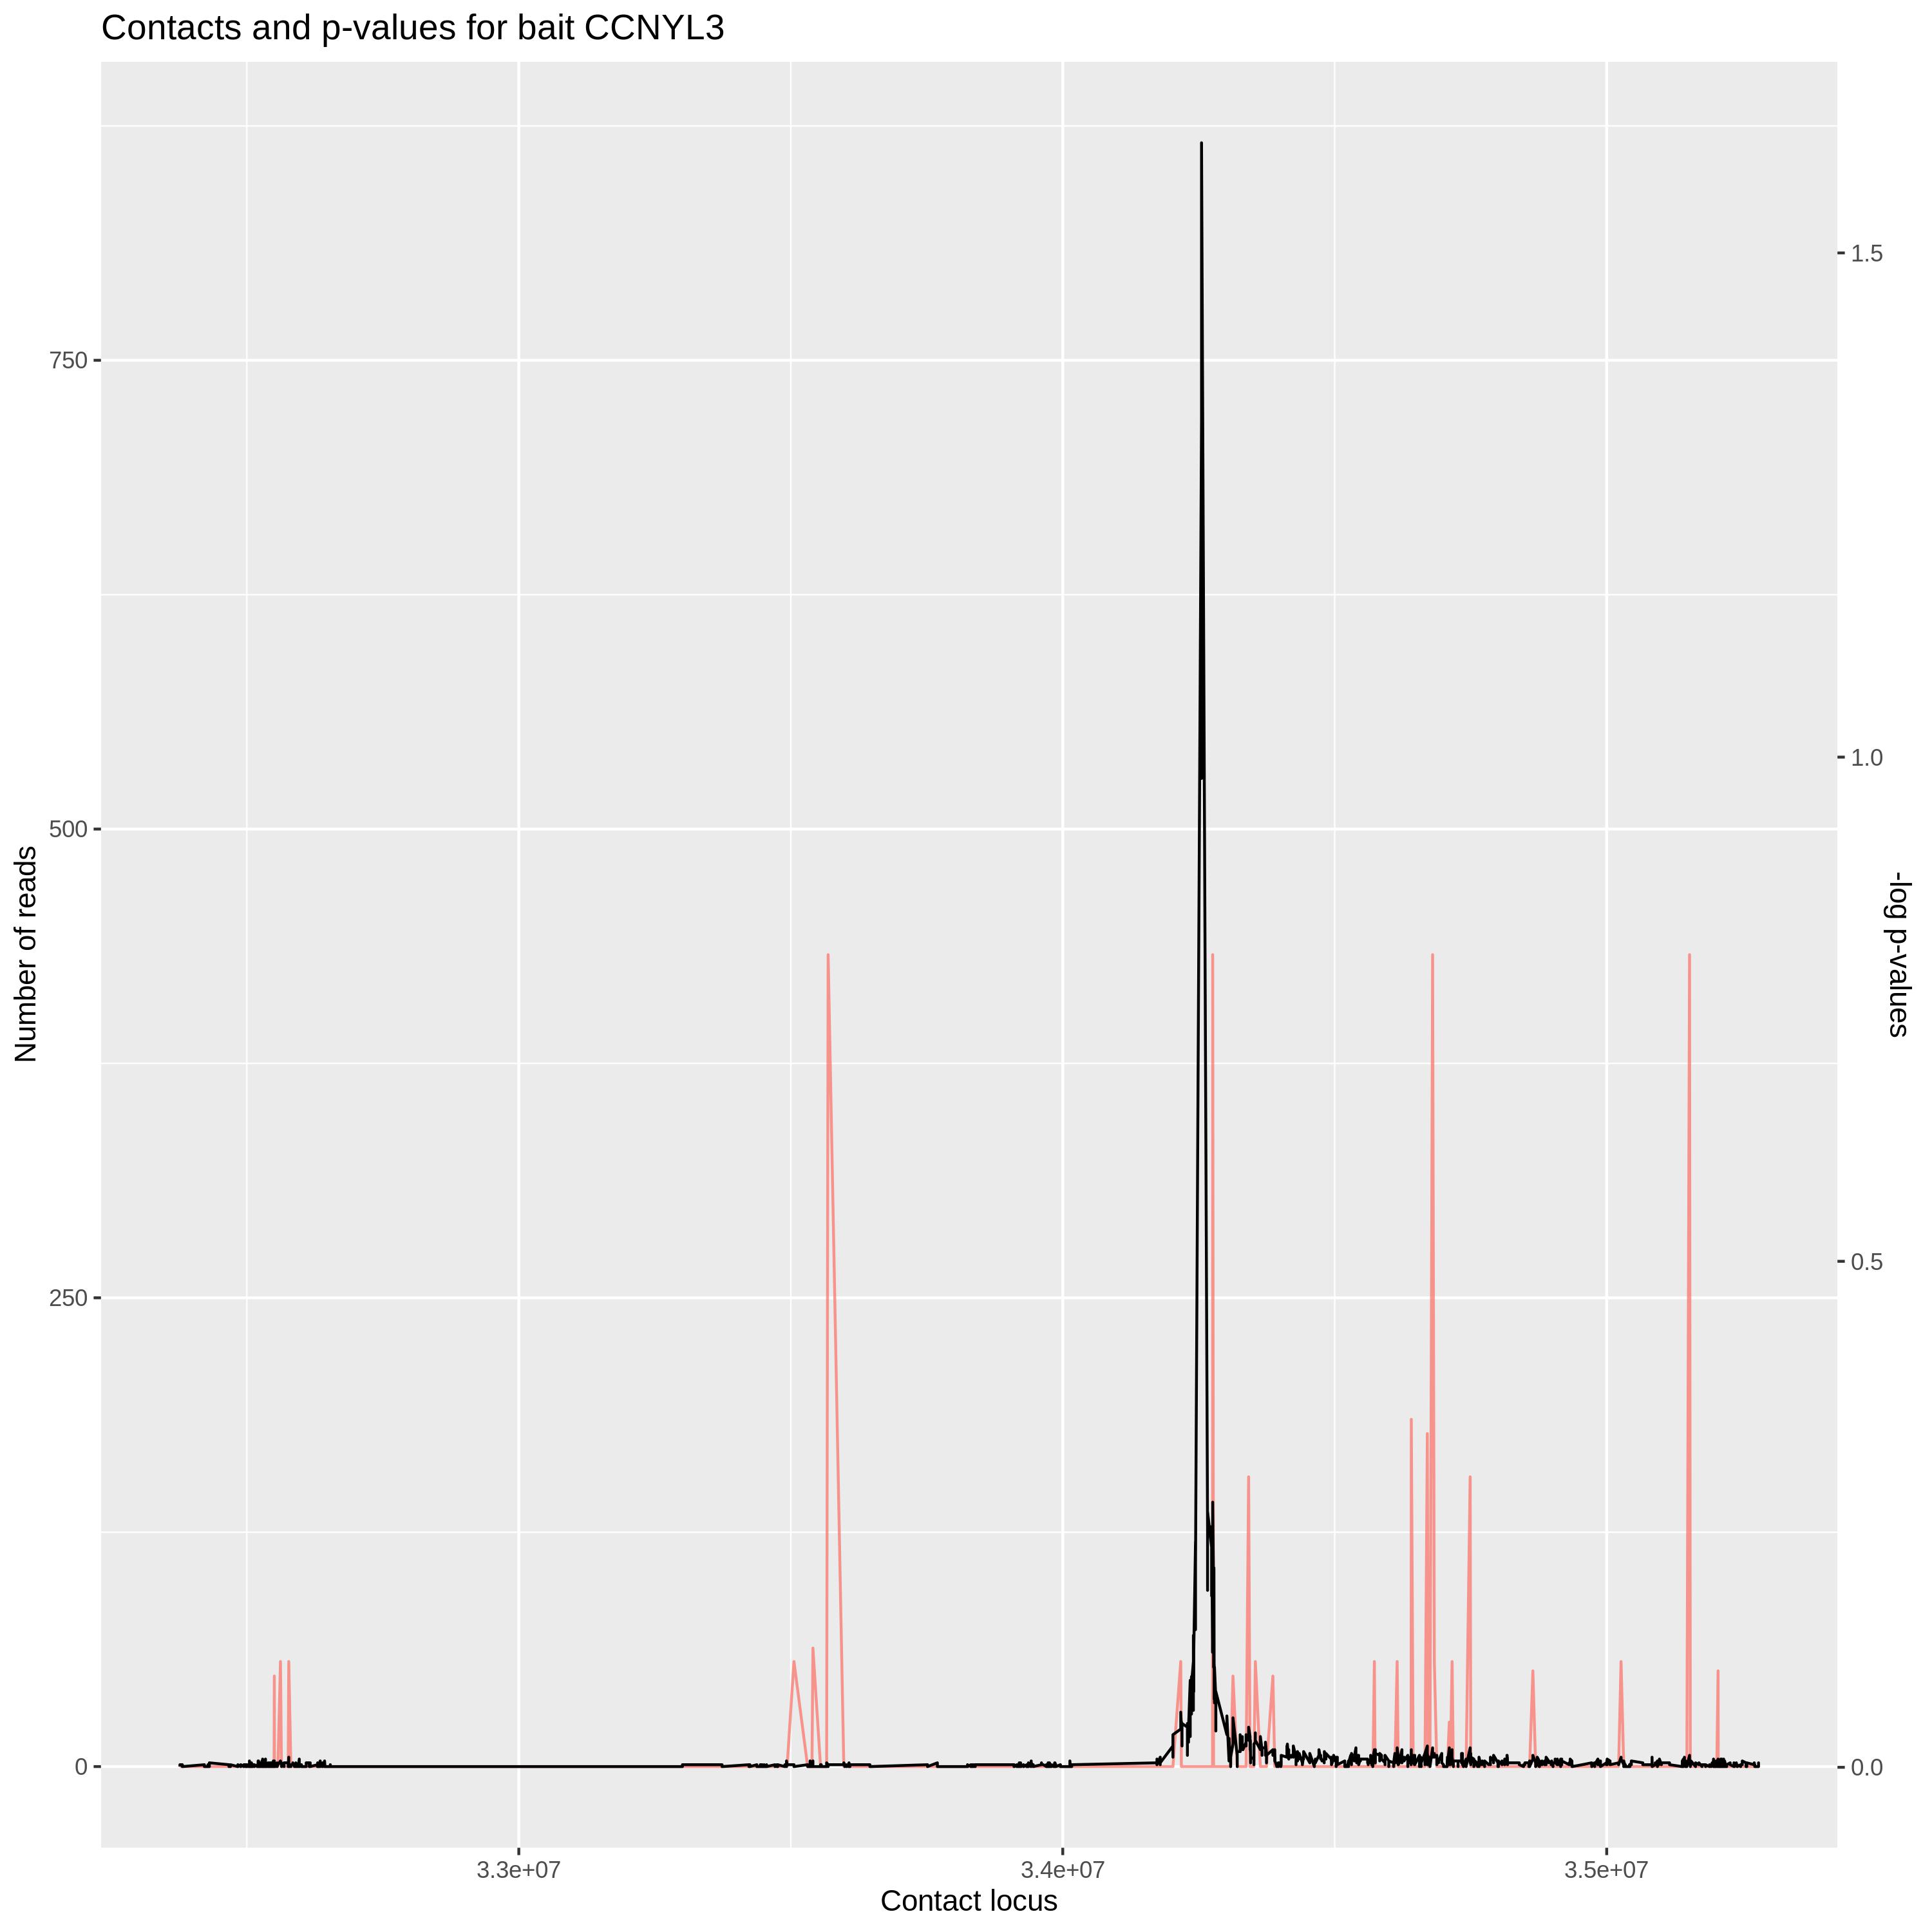 Contacts and p-values for bait CCNYL3
Number of reads
750
500
250
0
1.5
1.0
0.5
0.0
-log p-values
3.3e+07
3.4e+07
3.5e+07
Contact locus